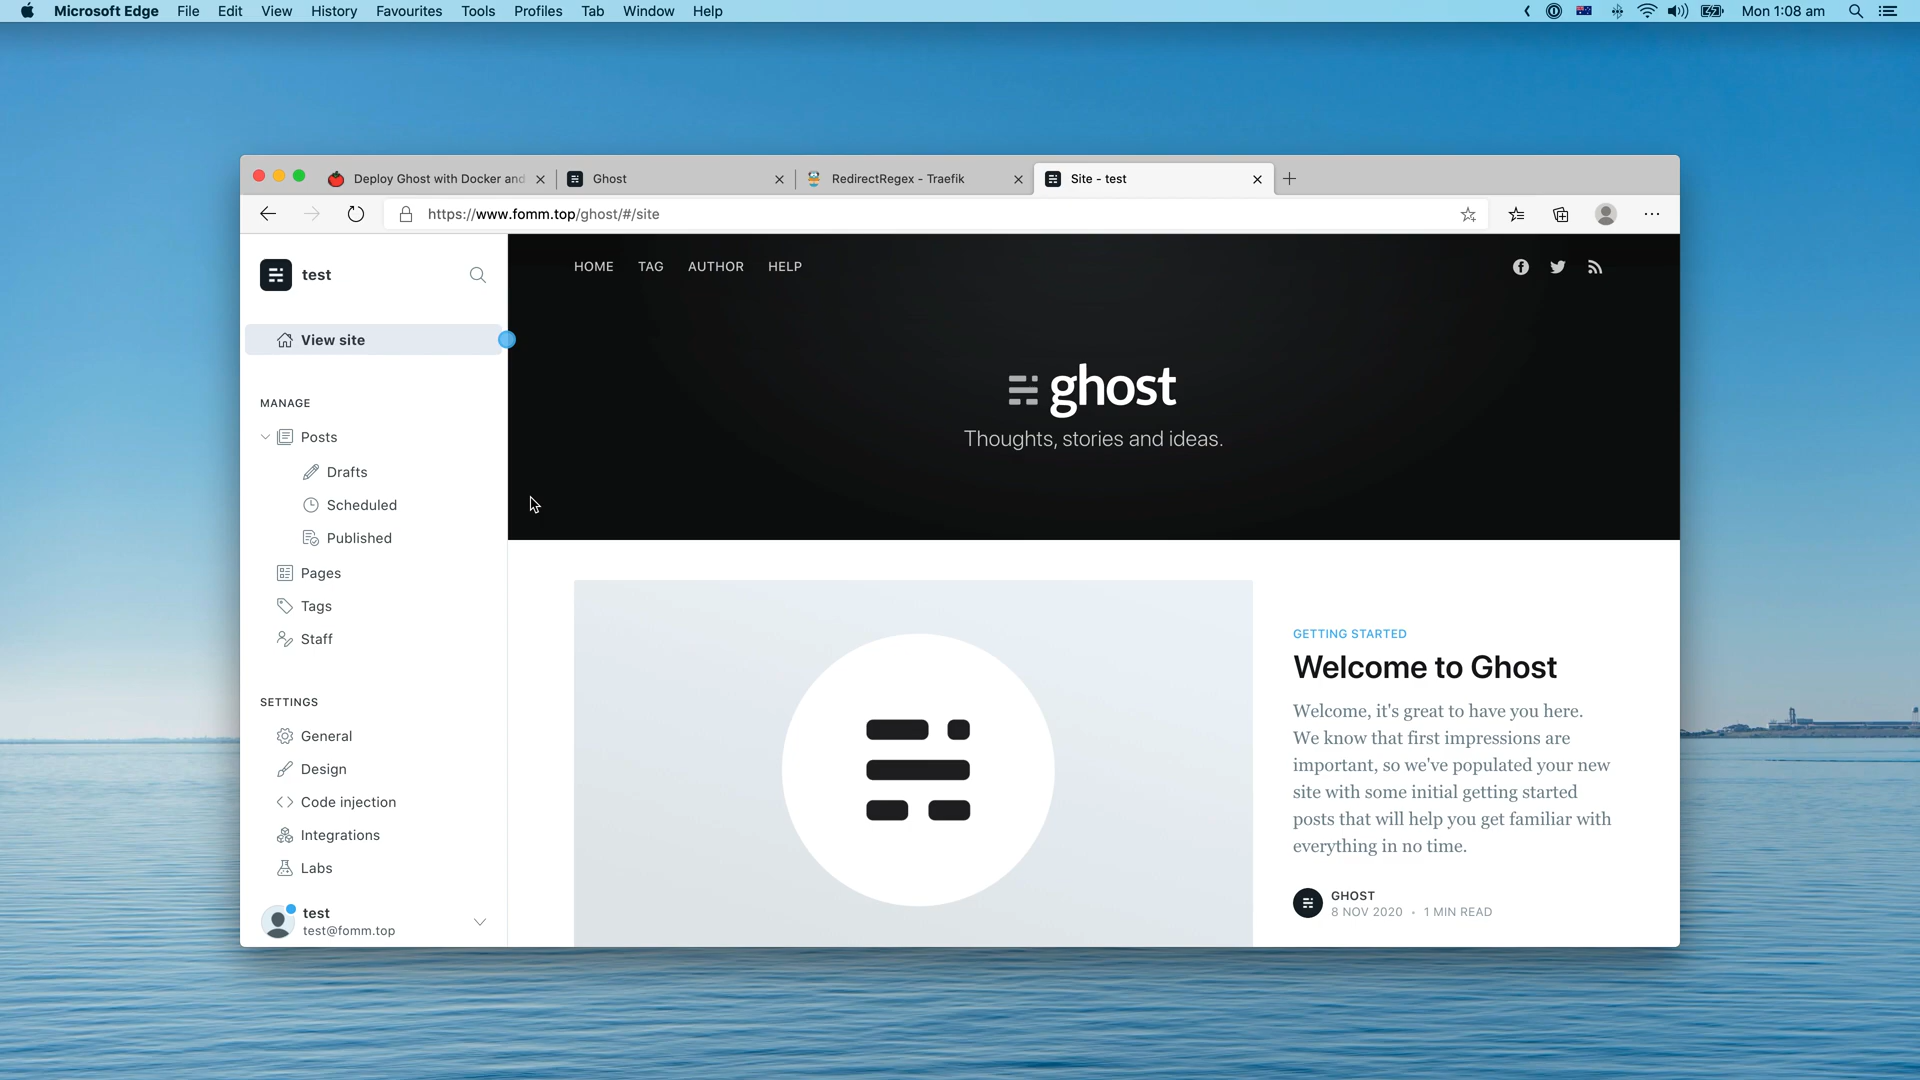 Microsoft Edge File Edit View History Favourites Tools Profiles Tab Window Help Mon 1:08 am
Deploy Ghost with Docker and
Ghost
RedirectRegex - Traefik
Site - test
https://www.fomm.top/ghost/#/site
test
View site
MANAGE
Posts
Drafts
Scheduled
Published
Pages
Tags
Staff
SETTINGS
General
Design
Code injection
Integrations
Labs
test
test@fomm.top
HOME TAG AUTHOR HELP
ghost
Thoughts, stories and ideas.
GETTING STARTED
Welcome to Ghost
Welcome, it's great to have you here.
We know that first impressions are
important, so we've populated your new
site with some initial getting started
posts that will help you get familiar with
everything in no time.
GHOST
8 NOV 2020 • 1 MIN READ